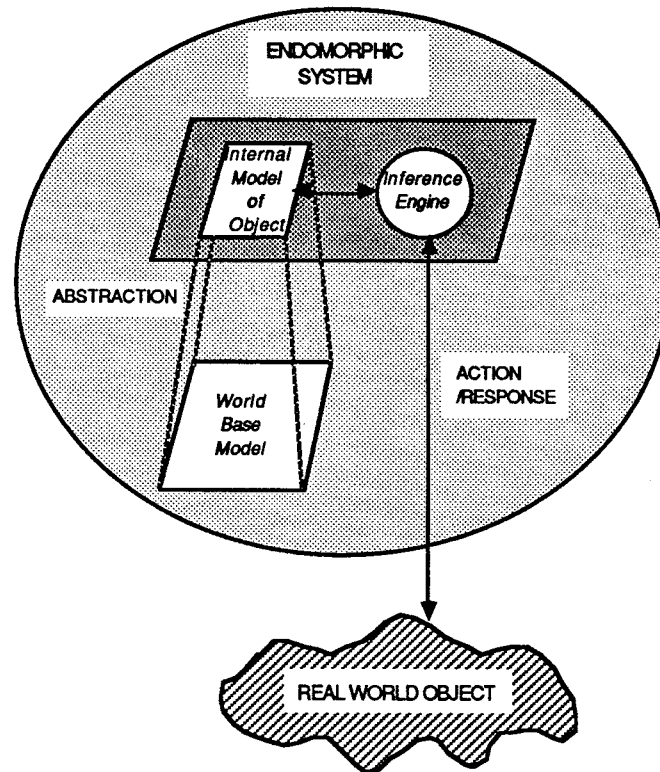 ENDOMORPHIC
SYSTEM
Internal
Model
of
Object
Inference
Engine
ABSTRACTION
World
Base
Model
ACTION
/RESPONSE
REAL WORLD OBJECT